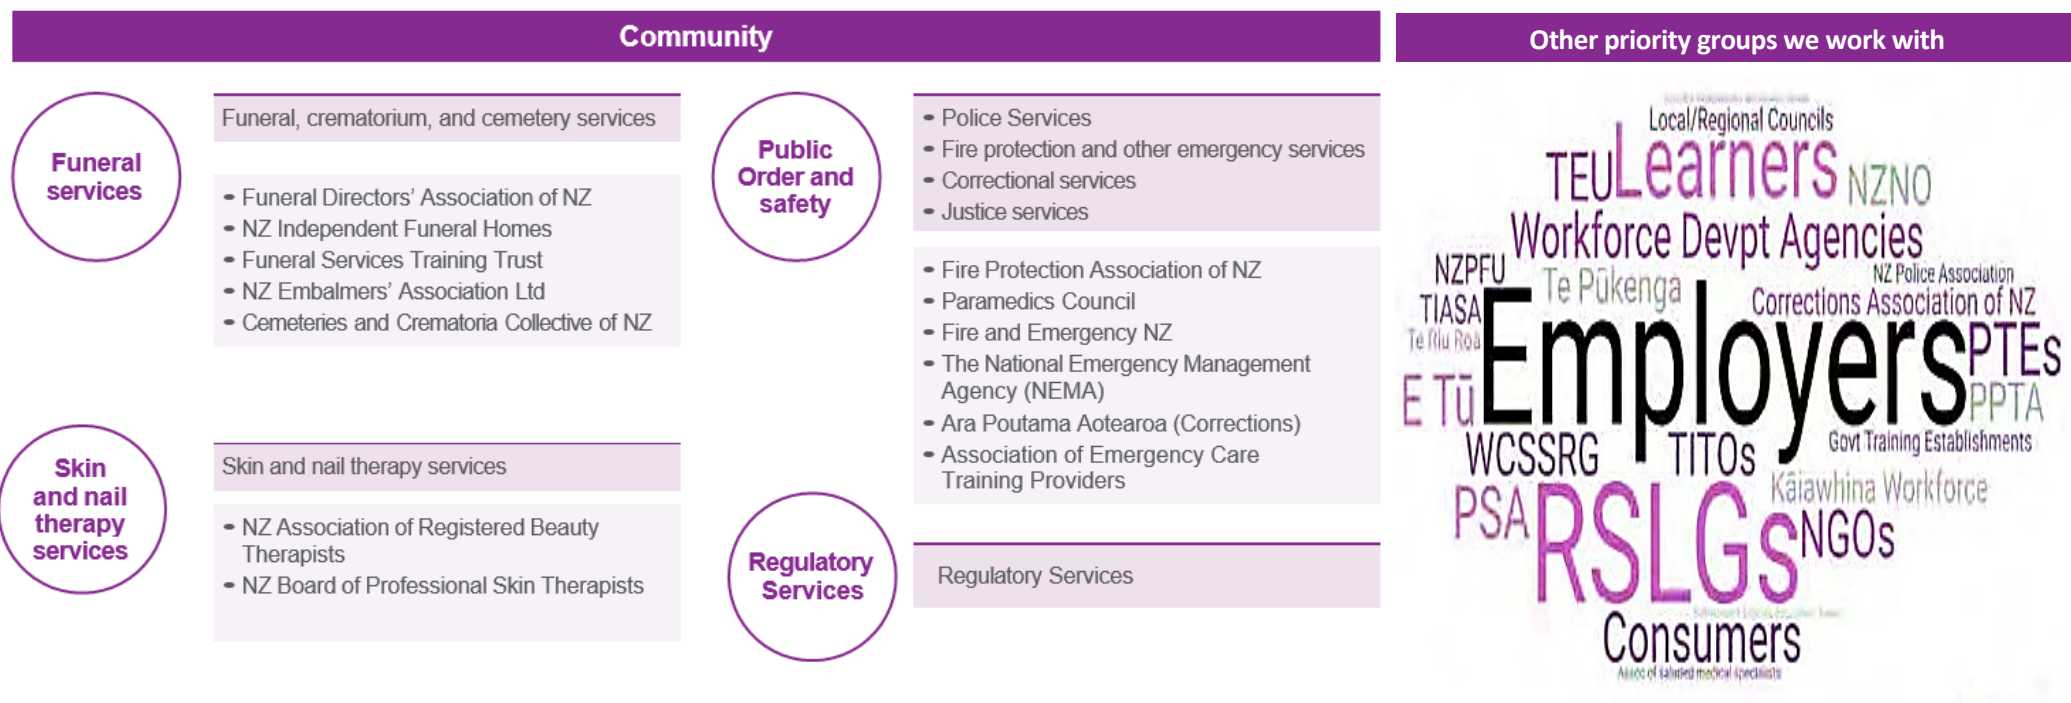 Community
Funeral
services
Funeral, crematorium, and cemetery services
• Funeral Directors’ Association of NZ
• NZ Independent Funeral Homes
• Funeral Services Training Trust
• NZ Embalmers’ Association Ltd
• Cemeteries and Crematoria Collective of NZ
Skin
and nail
therapy
services
Skin and nail therapy services
• NZ Association of Registered Beauty
Therapists
• NZ Board of Professional Skin Therapists
Public
Order and
safety
• Police Services
• Fire protection and other emergency services
• Correctional services
• Justice services
• Fire Protection Association of NZ
• Paramedics Council
• Fire and Emergency NZ
• The National Emergency Management
Agency (NEMA)
• Ara Poutama Aotearoa (Corrections)
• Association of Emergency Care
Training Providers
Regulatory
Services
Regulatory Services
Other priority groups we work with
Local/Regional Councils
TEU
Learners
NZNO
Workforce Devpt Agencies
NZPFU
Te Pūkenga
NZ Police Association
TIASA
Corrections Association of NZ
Te Riu Roa
Employers
PTEs
E Tū
PPTA
WCSSRG
TITOs
Govt Training Establishments
PSA
RSLGs
Kāiawhina Workforce
NGOs
Consumers
Assoc of salaried medical specialists